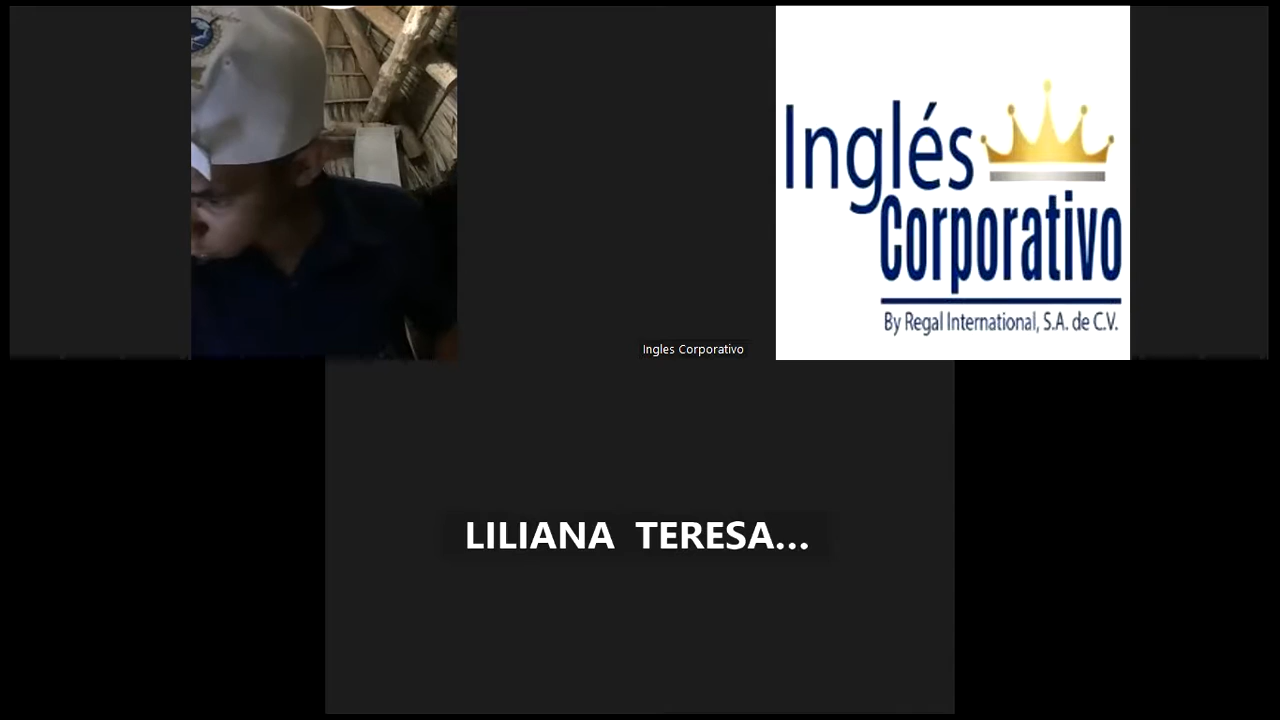 Inglés
Corporativo
By Regal International, S.A. de C.V.
Ingles Corporativo
LILIANA TERESA...